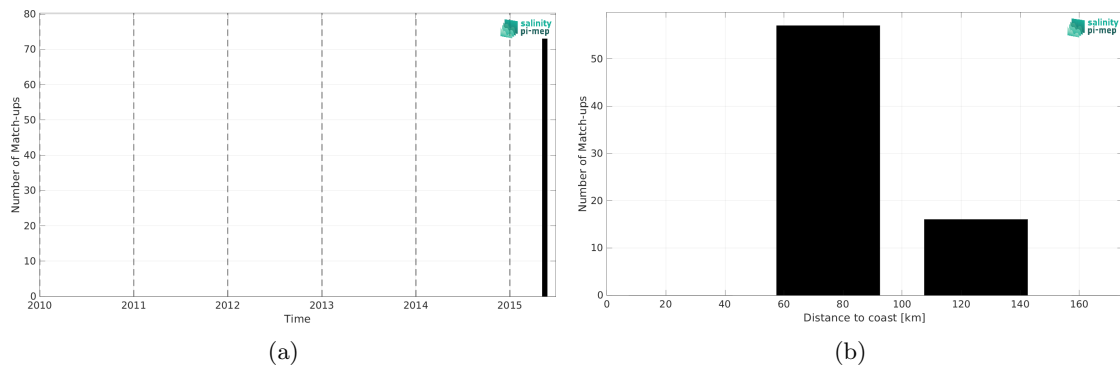 salinity
pi-mep
80
70
60
50
40
30
20
10
0
Number of Match-ups
2010 2011 2012 2013 2014 2015
Time
(a)
salinity
pi-mep
50
40
30
20
10
0
Number of Match-ups
0 20 40 60 80 100 120 140 160
Distance to coast [km]
(b)